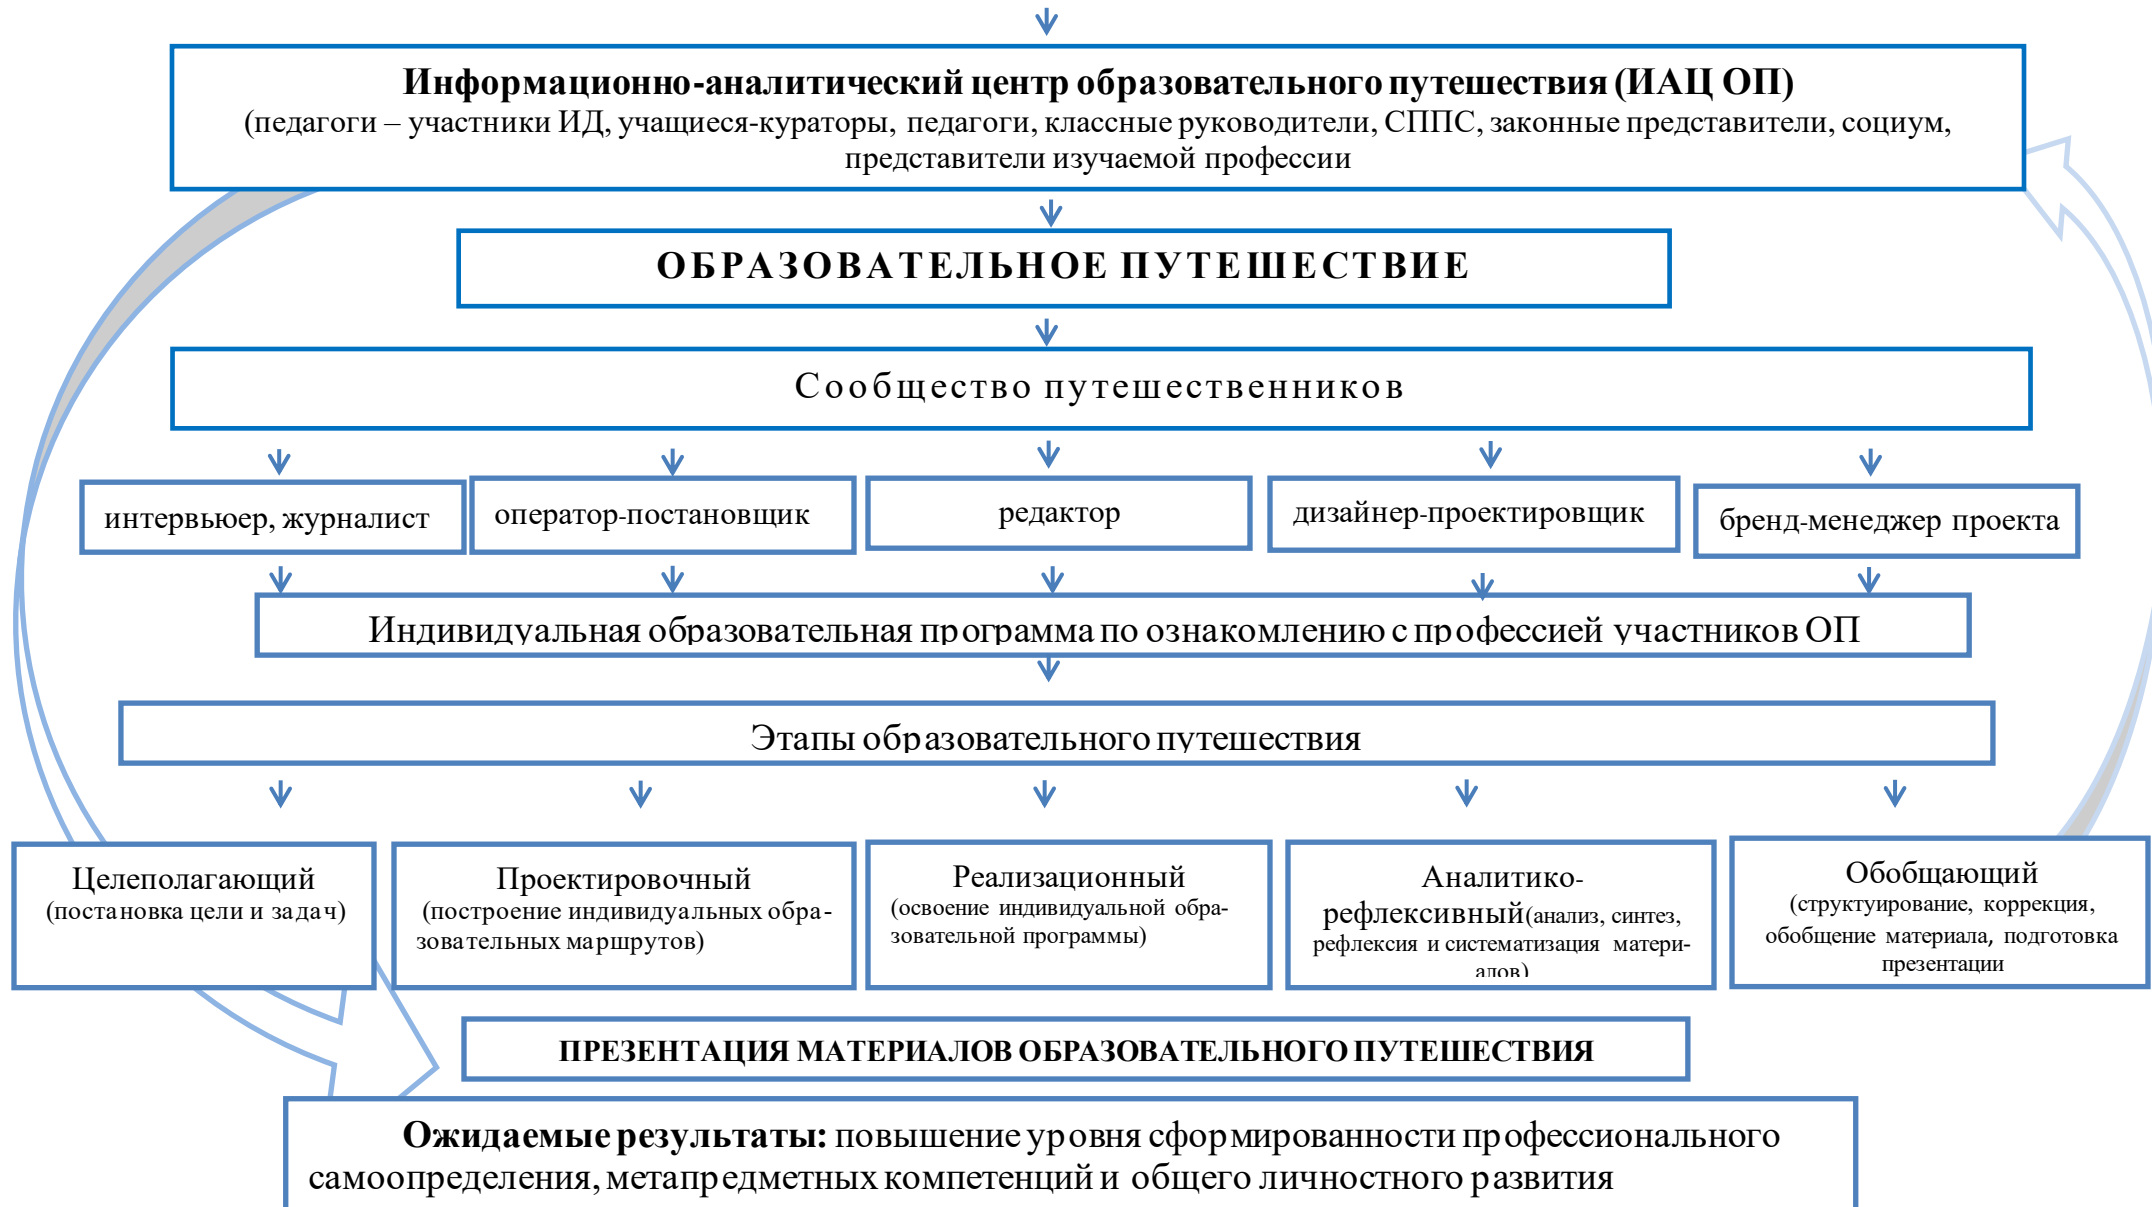 Информационно-аналитический центр образовательного путешествия (ИАЦ ОП)
(педагоги – участники ИД, учащиеся-кураторы, педагоги, классные руководители, СППС, законные представители, социум,
представители изучаемой профессии
ОБРАЗОВАТЕЛЬНОЕ ПУТЕШЕСТВИЕ
Сообщество путешественников
интервьюер, журналист
оператор-постановщик
редактор
дизайнер-проектировщик
бренд-менеджер проекта
Индивидуальная образовательная программа по ознакомлению с профессией участников ОП
Этапы образовательного путешествия
Целеполагающий
(постановка цели и задач)
Проектировочный
(построение индивидуальных обра-
зовательных маршрутов)
Реализационный
(освоение индивидуальной обра-
зовательной программы)
Аналитико-
рефлексивный(анализ, синтез,
рефлексия и систематизация матери-
алов)
Обобщающий
(структуирование, коррекция,
обобщение материала, подготовка
презентации
ПРЕЗЕНТАЦИЯ МАТЕРИАЛОВ ОБРАЗОВАТЕЛЬНОГО ПУТЕШЕСТВИЯ
Ожидаемые результаты: повышение уровня сформированности профессионального
самоопределения, метапредметных компетенций и общего личностного развития